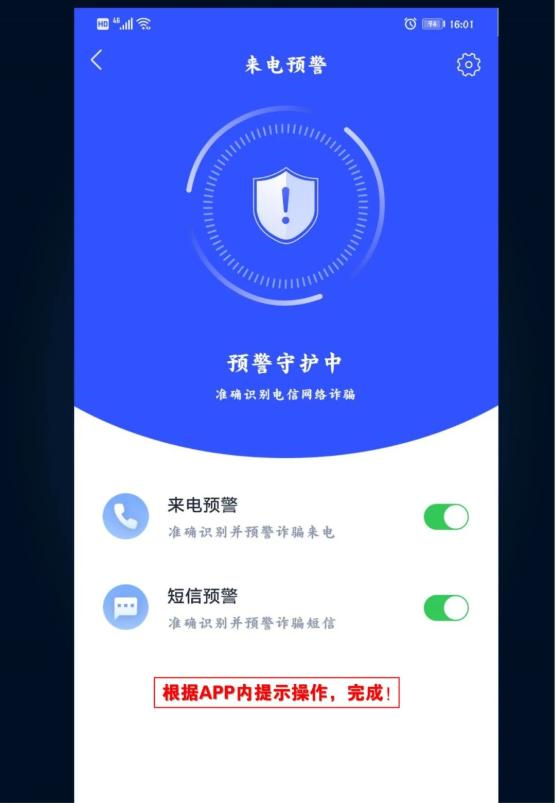 HD 4G 94 16:01
来电预警
预警守护中
准确识别电信网络诈骗
来电预警
准确识别并预警诈骗来电
短信预警
准确识别并预警诈骗短信
根据APP内提示操作，完成！